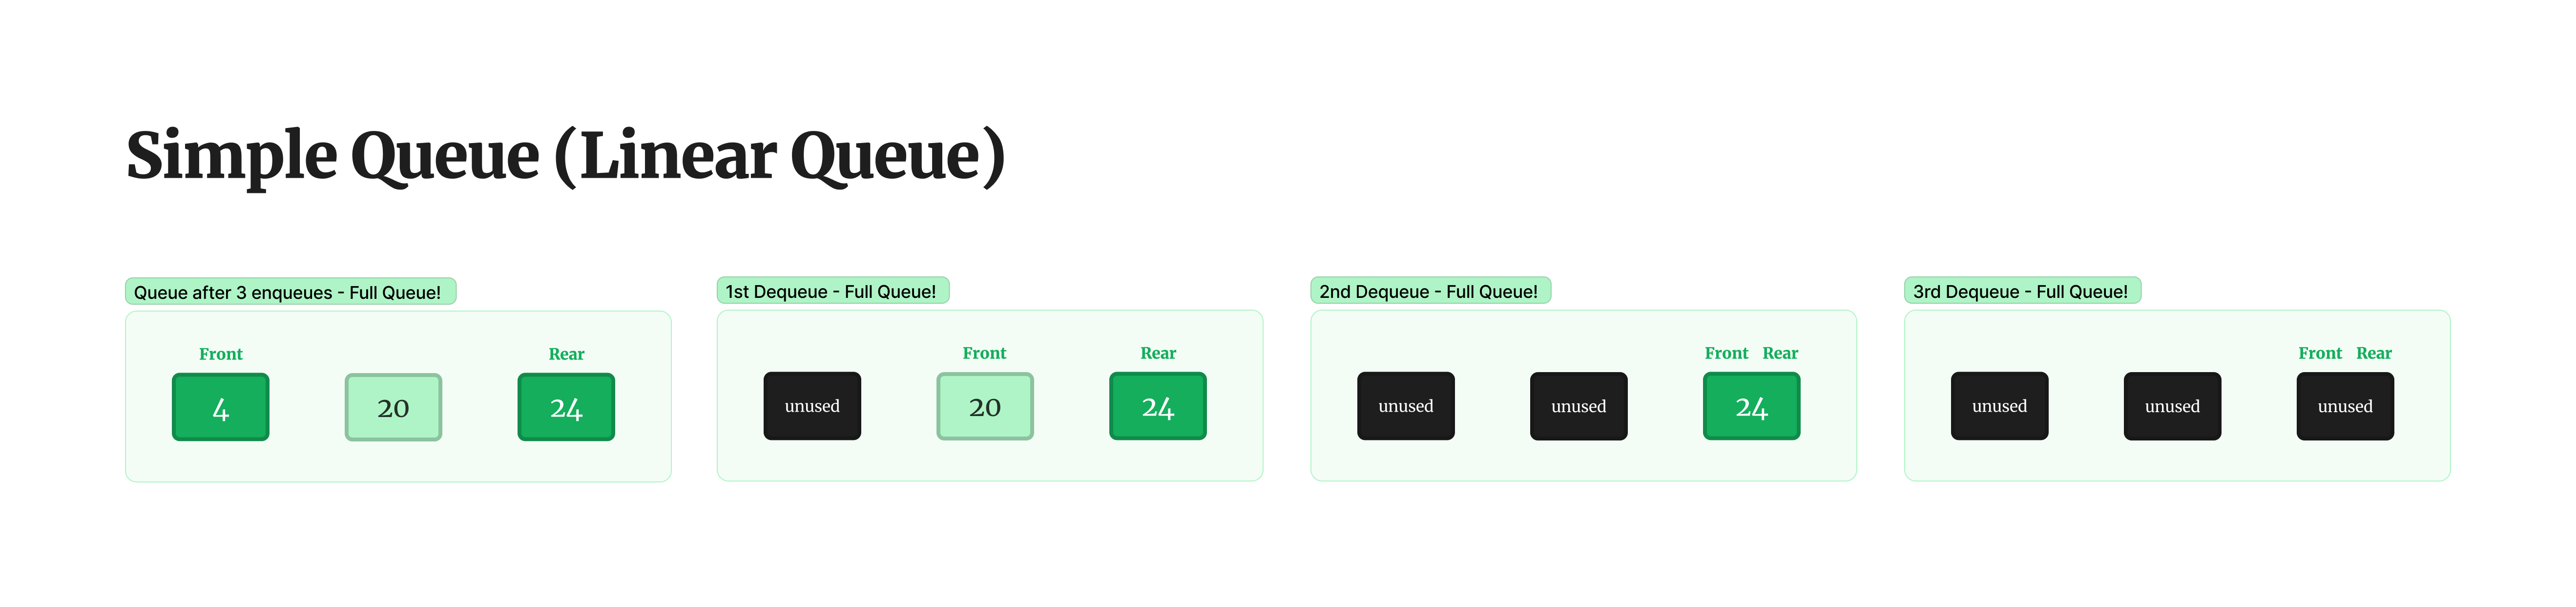 Simple Queue (Linear Queue)
Queue after 3 enqueues - Full Queue!
Front Rear
4 20 24
1st Dequeue - Full Queue!
Front Rear
unused 20 24
2nd Dequeue - Full Queue!
Front Rear
unused unused 24
3rd Dequeue - Full Queue!
Front Rear
unused unused unused